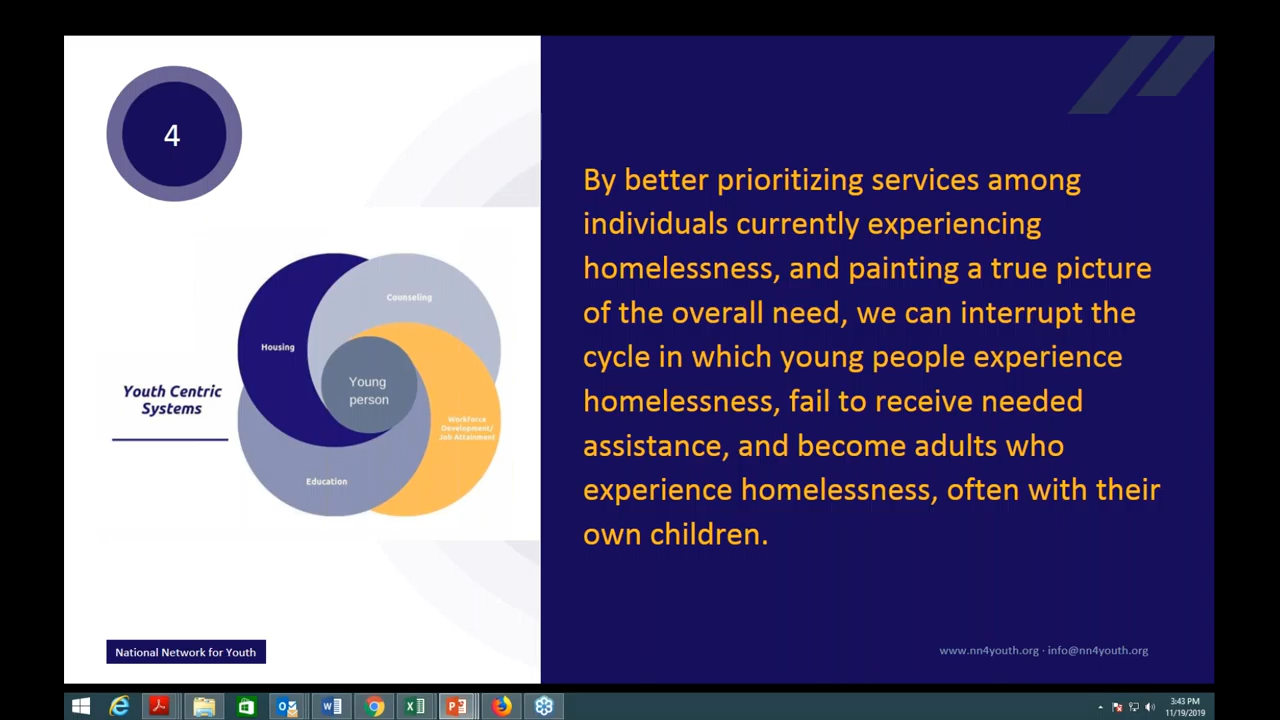 4
By better prioritizing services among
individuals currently experiencing
homelessness, and painting a true picture
of the overall need, we can interrupt the
cycle in which young people experience
homelessness, fail to receive needed
assistance, and become adults who
experience homelessness, often with their
own children.
Youth Centric
Systems
Counseling
Housing
Young
person
Workforce
Development/
Job Attainment
Education
National Network for Youth
www.nn4youth.org · info@nn4youth.org
3:43 PM
11/19/2019